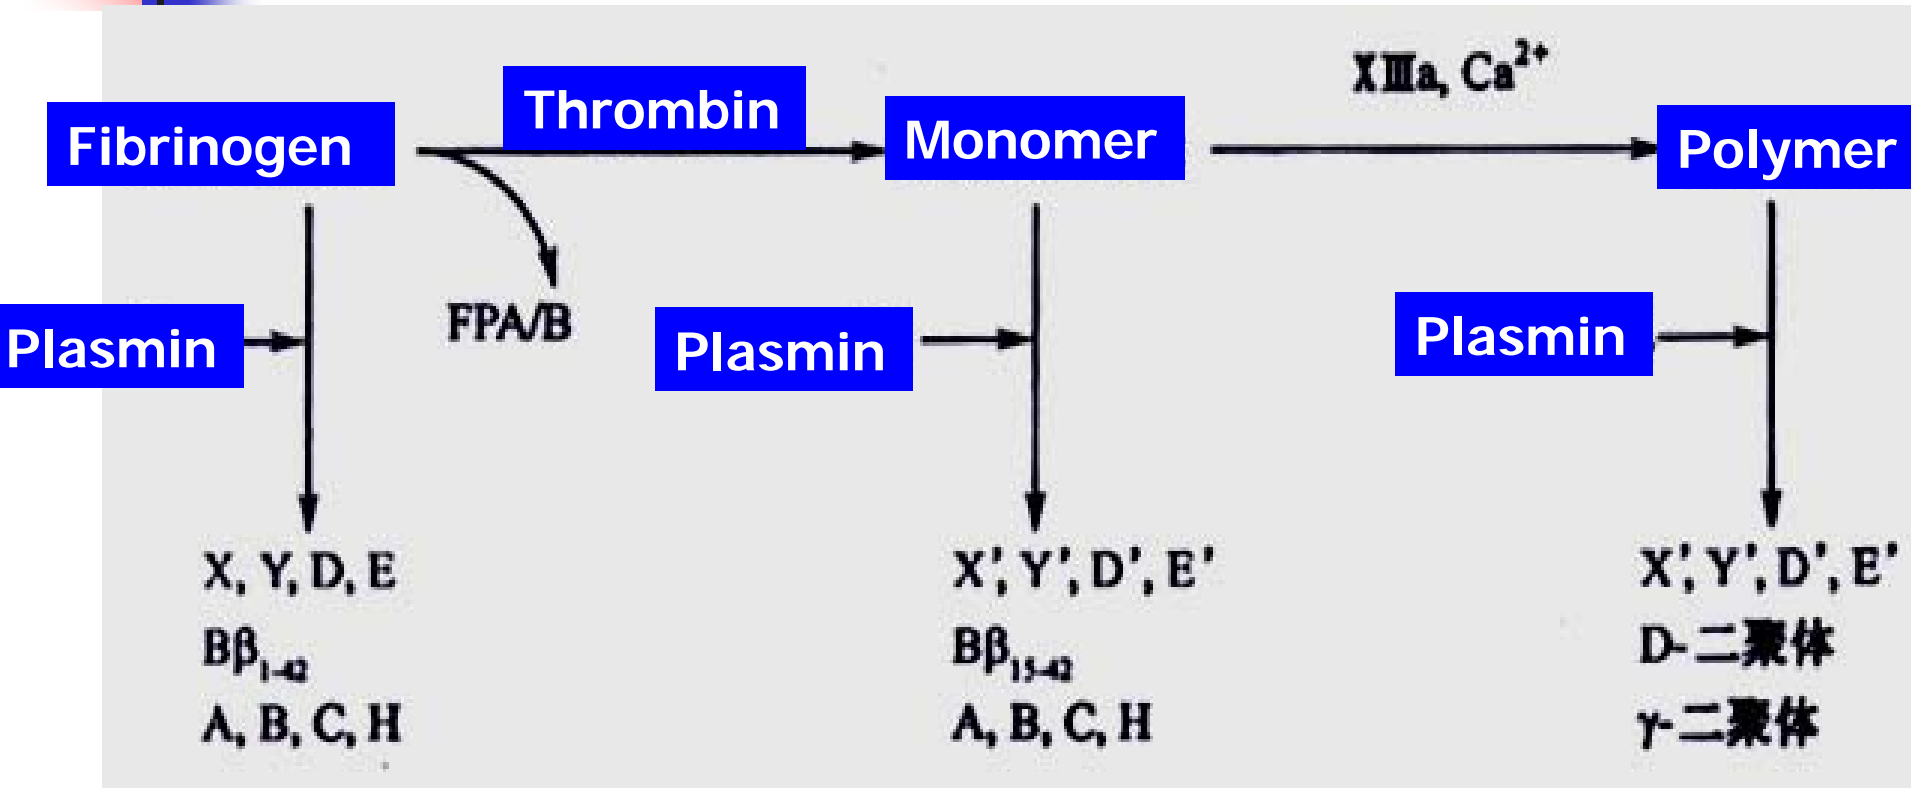 XⅢa, Ca²⁺
Thrombin
Fibrinogen
Monomer
Polymer
FPA/B
Plasmin
Plasmin
Plasmin
X, Y, D, E
Bβ₁₋₄₂
A, B, C, H
X', Y', D', E'
Bβ₁₅₋₄₂
A, B, C, H
X', Y', D', E'
D-二聚体
γ-二聚体